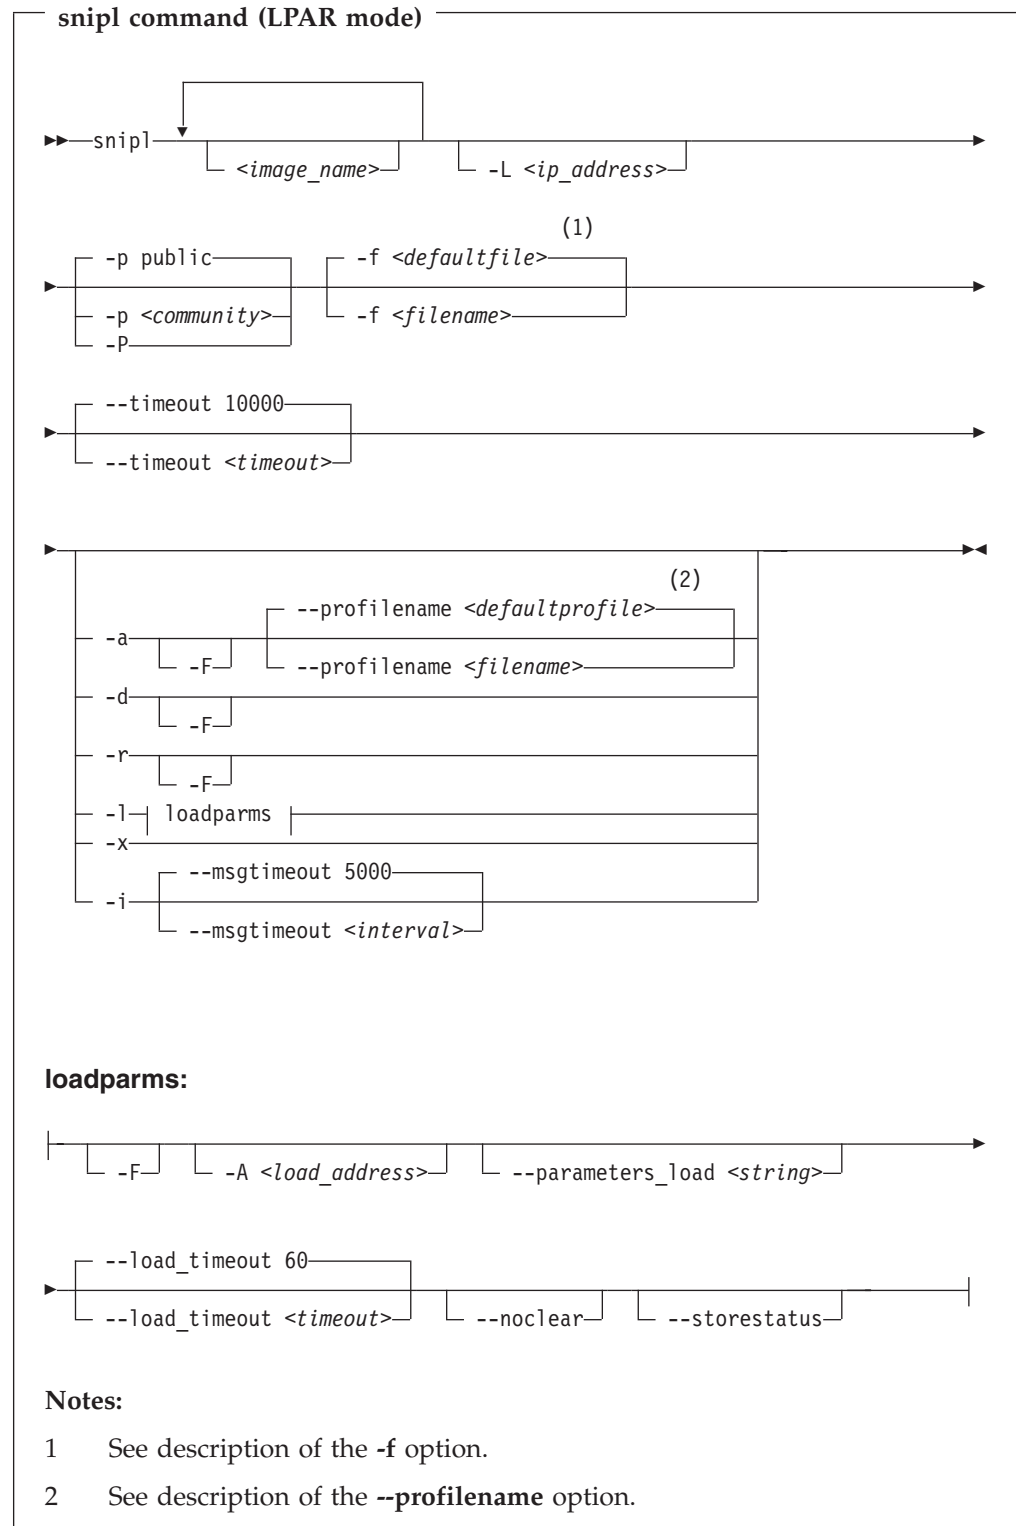 snipl command (LPAR mode)
snipl
<image_name> -L <ip_address>
(1)
-p public -f <defaultfile>
-p <community> -f <filename>
-P
--timeout 10000
--timeout <timeout>
(2)
--profilename <defaultprofile>
-a
-F --profilename <filename>
-d
-F
-r
-F
-l loadparms
-x
--msgtimeout 5000
-i
--msgtimeout <interval>
loadparms:
-F -A <load_address> --parameters_load <string>
--load_timeout 60
--load_timeout <timeout> --noclear --storestatus
Notes:
1 See description of the -f option.
2 See description of the --profilename option.